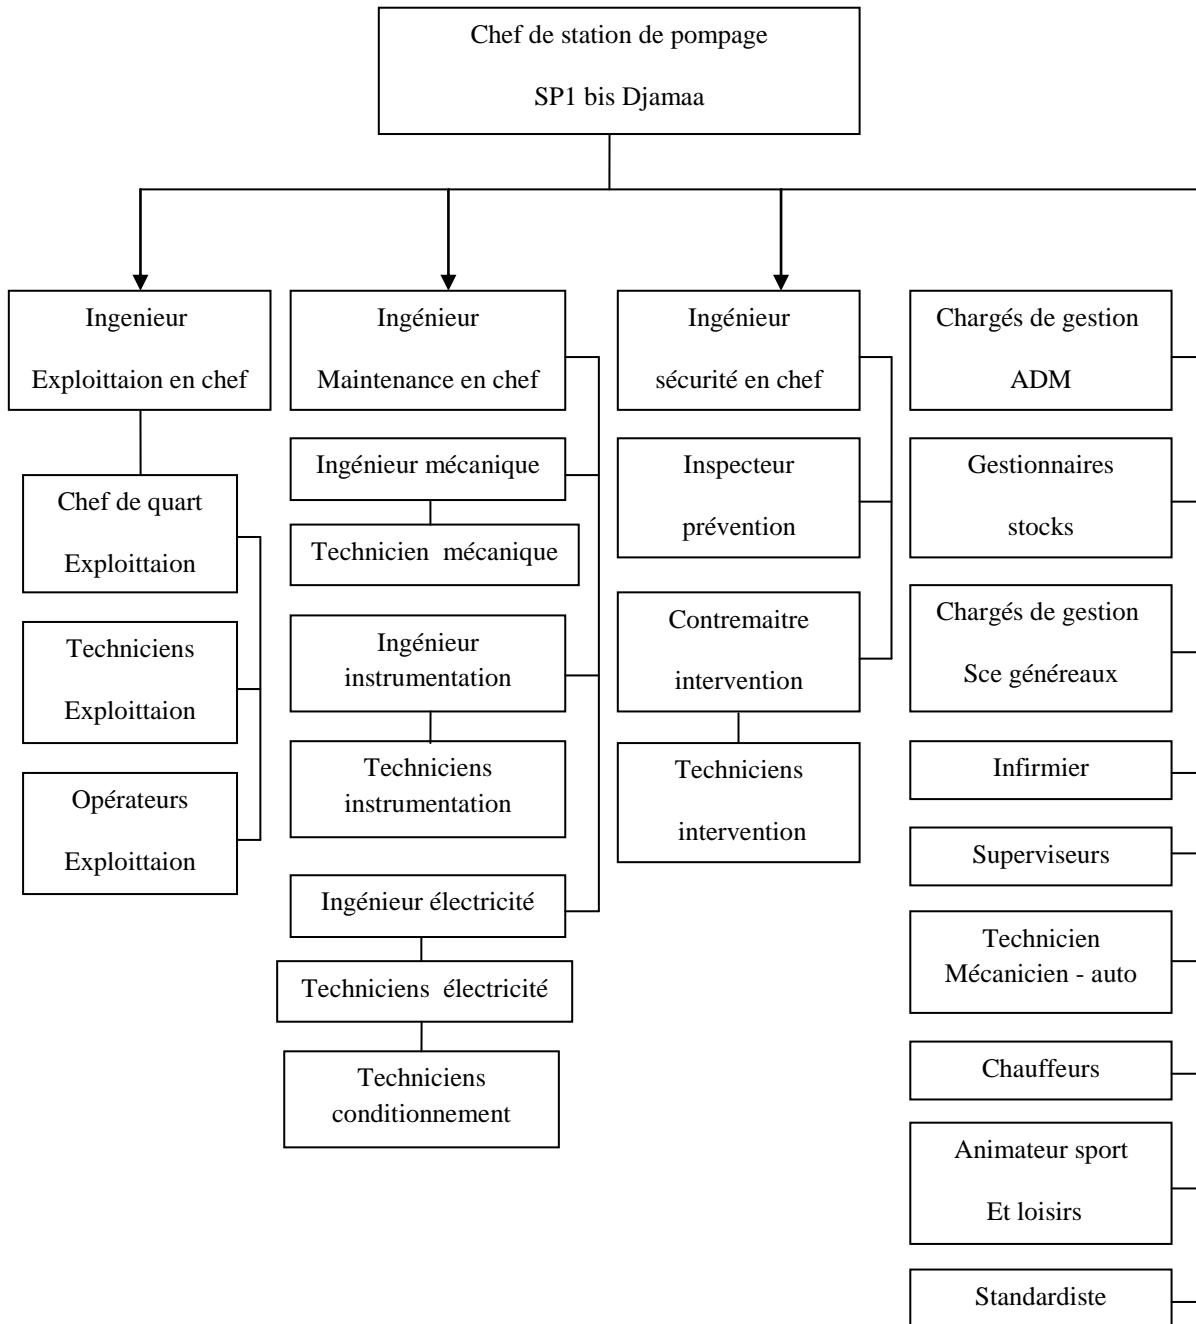 Chef de station de pompage
SP1 bis Djamaa
Ingenieur
Exploittaion en chef
Chef de quart
Exploittaion
Techniciens
Exploittaion
Opérateurs
Exploittaion
Ingénieur
Maintenance en chef
Ingénieur mécanique
Technicien mécanique
Ingénieur
instrumentation
Techniciens
instrumentation
Ingénieur électricité
Techniciens électricité
Techniciens
conditionnement
Ingénieur
sécurité en chef
Inspecteur
prévention
Contremaitre
intervention
Techniciens
intervention
Chargés de gestion
ADM
Gestionnaires
stocks
Chargés de gestion
Sce généreaux
Infirmier
Superviseurs
Technicien
Mécanicien - auto
Chauffeurs
Animateur sport
Et loisirs
Standardiste